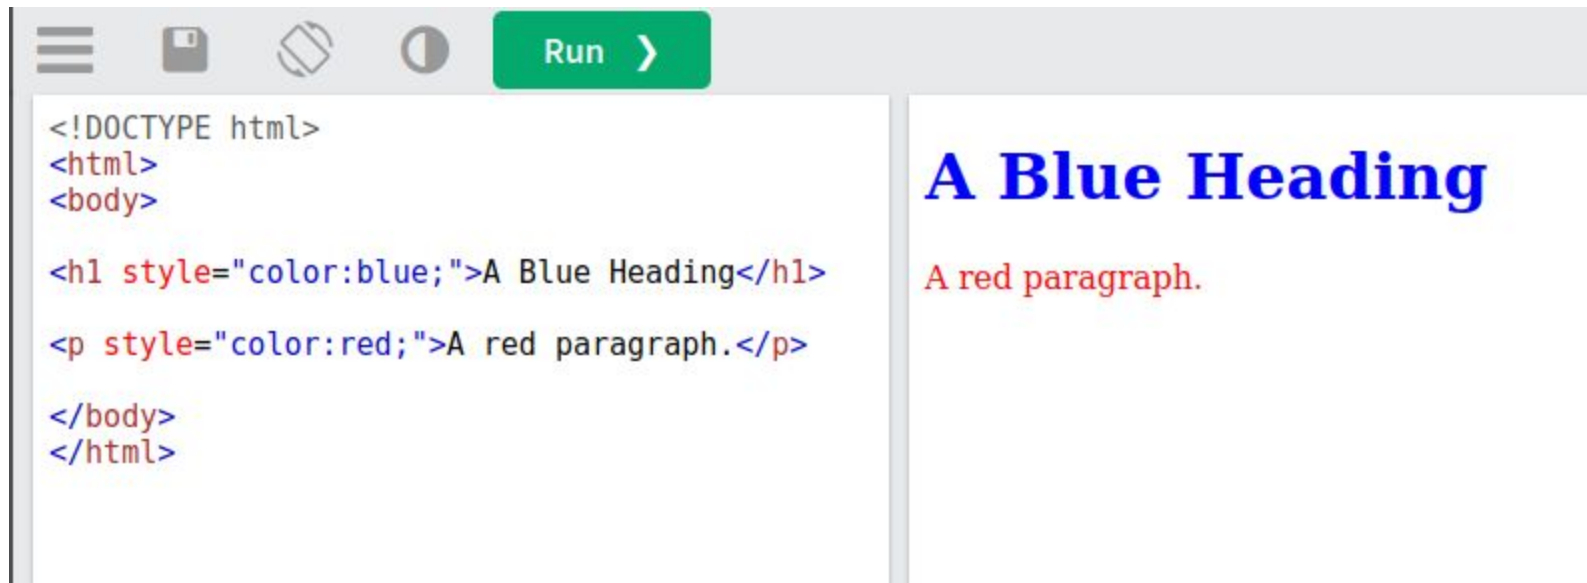 Run ❯
<!DOCTYPE html>
<html>
<body>
<h1 style="color:blue;">A Blue Heading</h1>
<p style="color:red;">A red paragraph.</p>
</body>
</html>
A Blue Heading
A red paragraph.